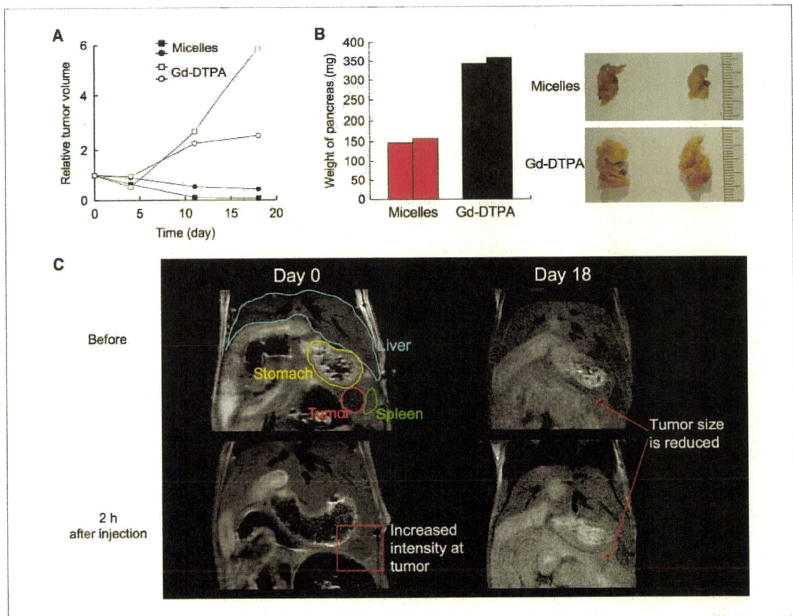 A
Relative tumor volume
6
4
2
0
0
5
10
15
20
Time (day)
Micelles
Gd-DTPA
B
Weight of pancreas (mg)
400
350
300
250
300
150
100
50
0
Micelles
Gd-DTPA
Micelles
Gd-DTPA
C
Day 0
Day 18
Before
Liver
Stomach
Tumor
Spleen
Tumor size
is reduced
2 h
after injection
Increased
intensity at
tumor